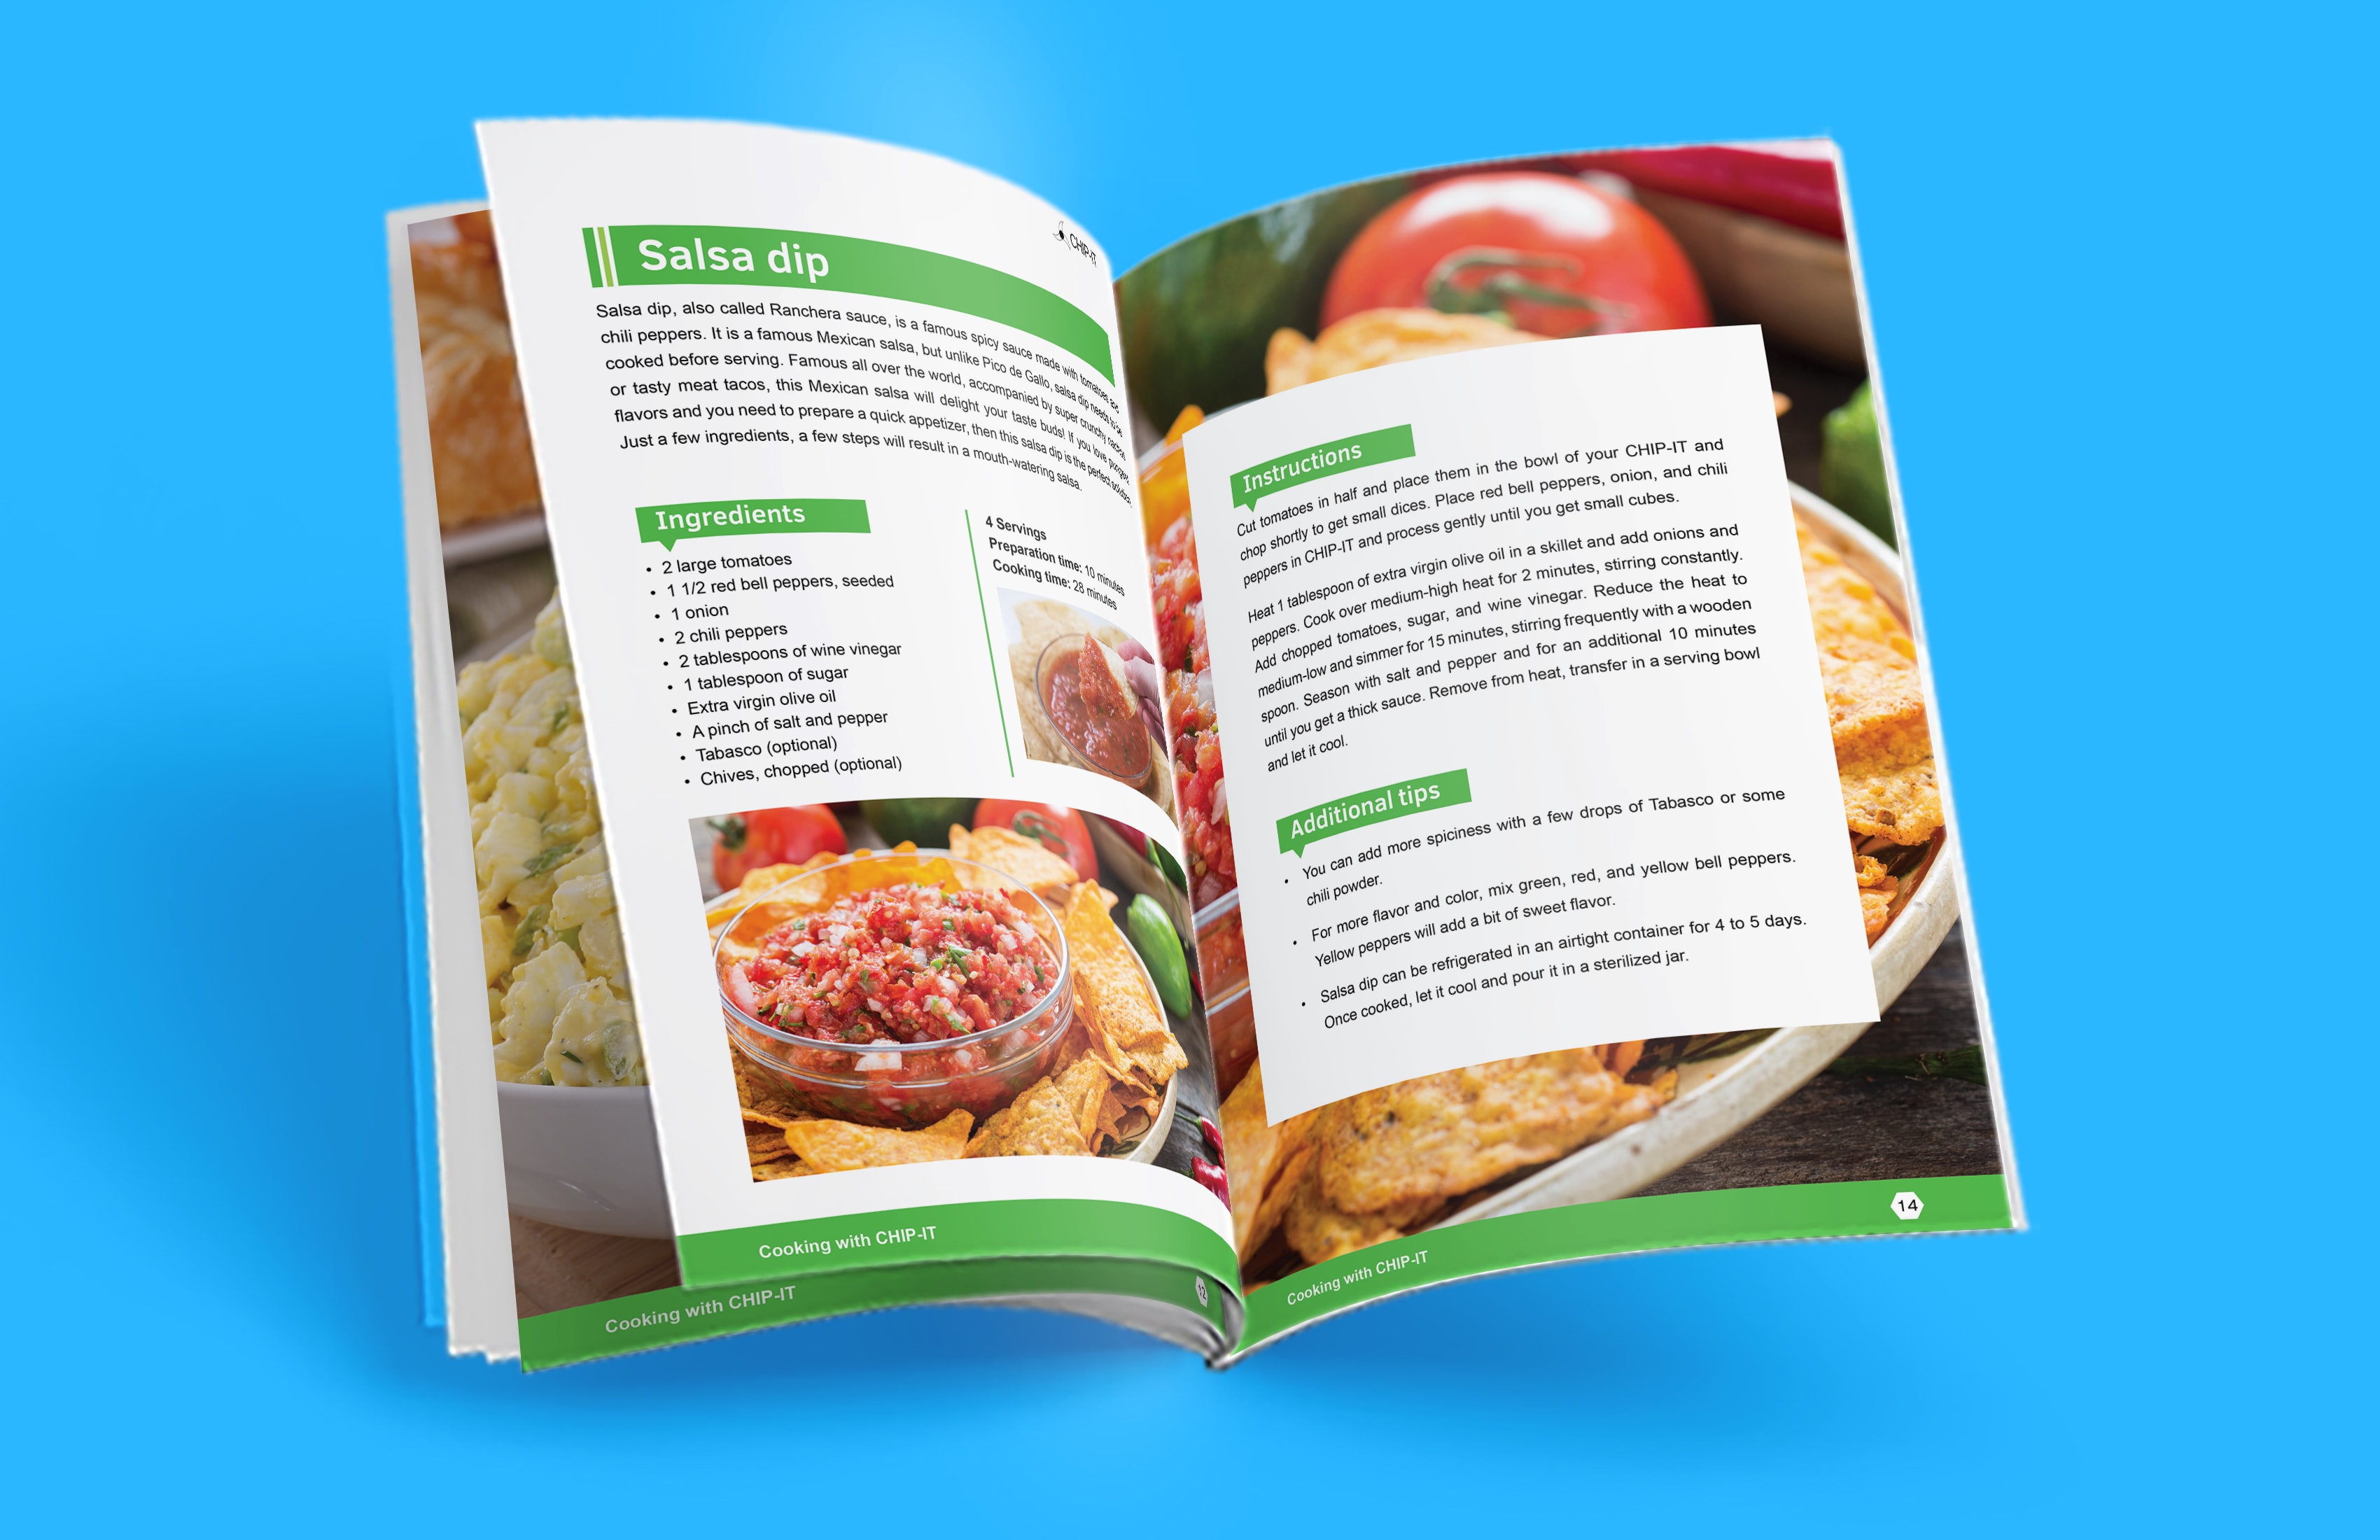 CHIP-IT
Salsa dip
Salsa dip, also called Ranchera sauce, is a famous spicy sauce made with tomatoes and
chili peppers. It is a famous Mexican salsa, but unlike Pico de Gallo, salsa dip needs to be
cooked before serving. Famous all over the world, accompanied by super crunchy nachos
or tasty meat tacos, this Mexican salsa will delight your taste buds! If you love pungent
flavors and you need to prepare a quick appetizer, then this salsa dip is the perfect solution.
Just a few ingredients, a few steps will result in a mouth-watering salsa.
Ingredients
• 2 large tomatoes
• 1 1/2 red bell peppers, seeded
• 1 onion
• 2 chili peppers
• 2 tablespoons of wine vinegar
• 1 tablespoon of sugar
• Extra virgin olive oil
• A pinch of salt and pepper
• Tabasco (optional)
• Chives, chopped (optional)
4 Servings
Preparation time: 10 minutes
Cooking time: 28 minutes
Cooking with CHIP-IT
Cooking with CHIP-IT
12
Instructions
Cut tomatoes in half and place them in the bowl of your CHIP-IT and
chop shortly to get small dices. Place red bell peppers, onion, and chili
peppers in CHIP-IT and process gently until you get small cubes.
Heat 1 tablespoon of extra virgin olive oil in a skillet and add onions and
peppers. Cook over medium-high heat for 2 minutes, stirring constantly.
Add chopped tomatoes, sugar, and wine vinegar. Reduce the heat to
medium-low and simmer for 15 minutes, stirring frequently with a wooden
spoon. Season with salt and pepper and for an additional 10 minutes
until you get a thick sauce. Remove from heat, transfer in a serving bowl
and let it cool.
Additional tips
• You can add more spiciness with a few drops of Tabasco or some
chili powder.
• For more flavor and color, mix green, red, and yellow bell peppers.
Yellow peppers will add a bit of sweet flavor.
• Salsa dip can be refrigerated in an airtight container for 4 to 5 days.
Once cooked, let it cool and pour it in a sterilized jar.
Cooking with CHIP-IT
14